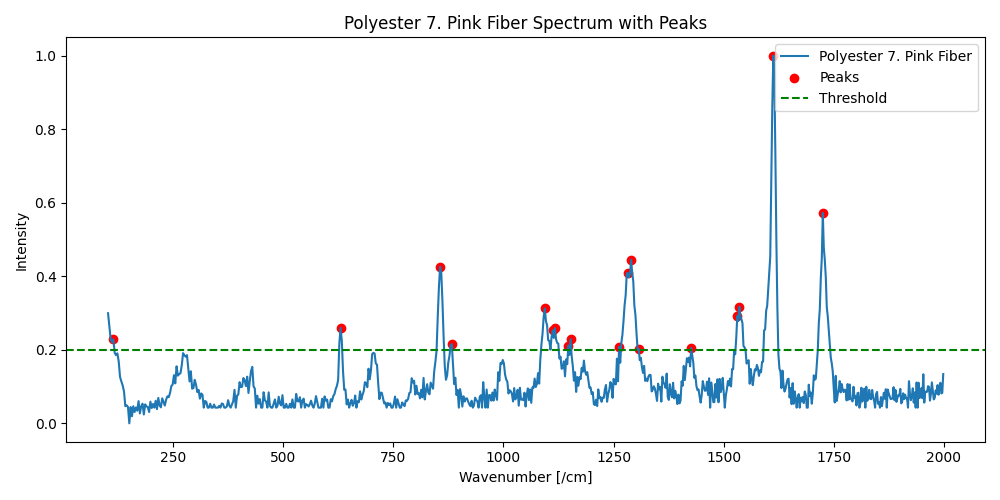 Polyester 7. Pink Fiber Spectrum with Peaks
Polyester 7. Pink Fiber
Peaks
Threshold
Intensity
1.0
0.8
0.6
0.4
0.2
0.0
250 500 750 1000 1250 1500 1750 2000
Wavenumber [/cm]